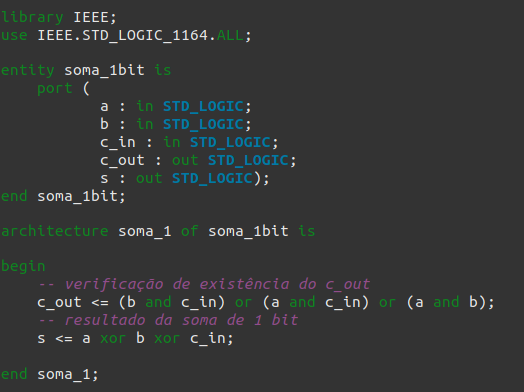 library IEEE;
use IEEE.STD_LOGIC_1164.ALL;
entity soma_1bit is
port (
a : in STD_LOGIC;
b : in STD_LOGIC;
c_in : in STD_LOGIC;
c_out : out STD_LOGIC;
s : out STD_LOGIC);
end soma_1bit;
architecture soma_1 of soma_1bit is
begin
-- verificação de existência do c_out
c_out <= (b and c_in) or (a and c_in) or (a and b);
-- resultado da soma de 1 bit
s <= a xor b xor c_in;
end soma_1;